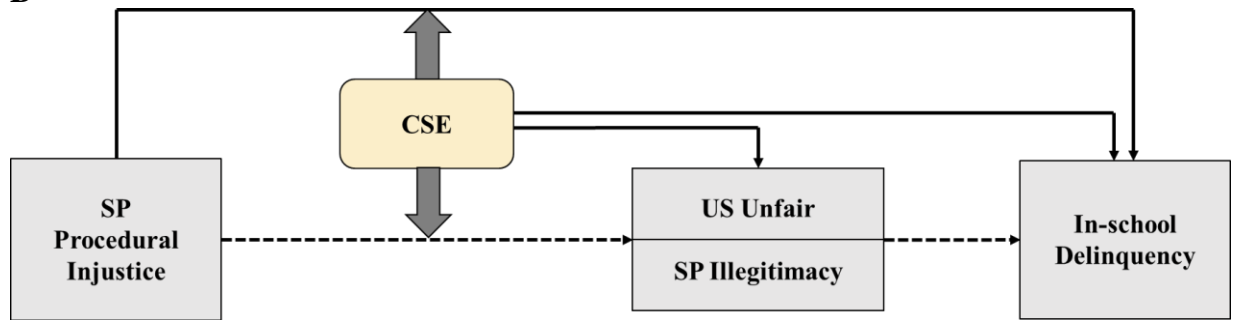 CSE
SP
Procedural
Injustice
US Unfair
SP Illegitimacy
In-school
Delinquency